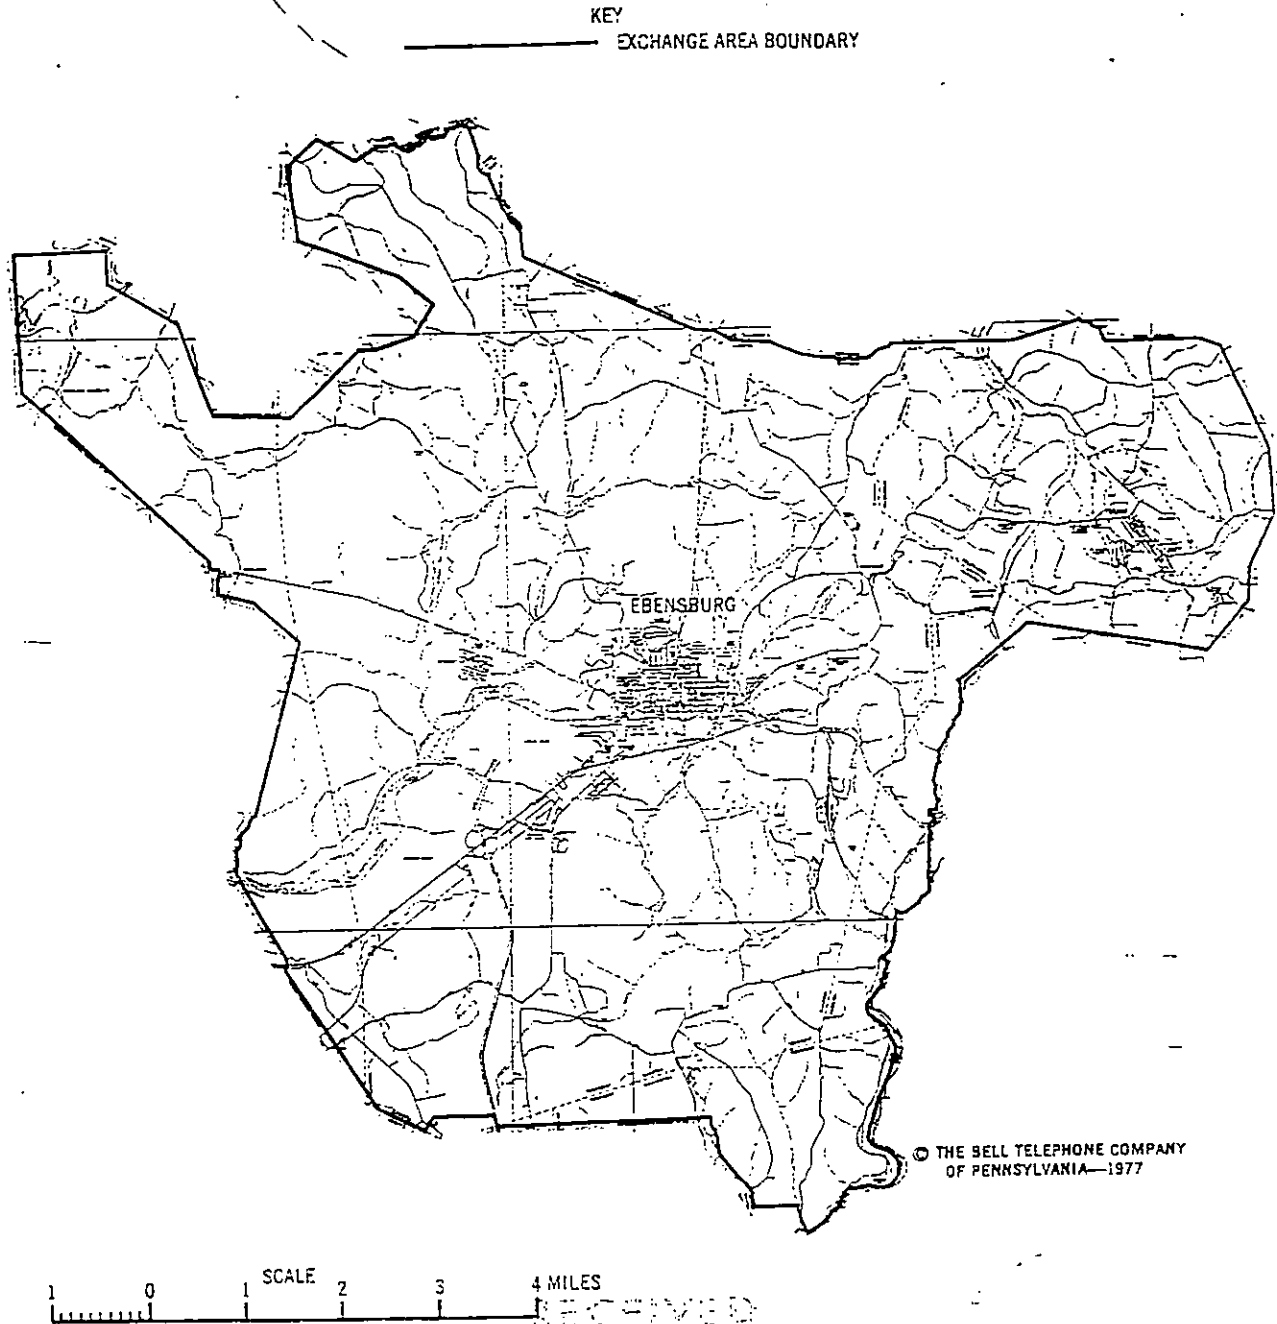 KEY
EXCHANGE AREA BOUNDARY
EBENSBURG
© THE BELL TELEPHONE COMPANY
OF PENNSYLVANIA—1977
SCALE
1 0 1 2 3 4 MILES
RECEIVED